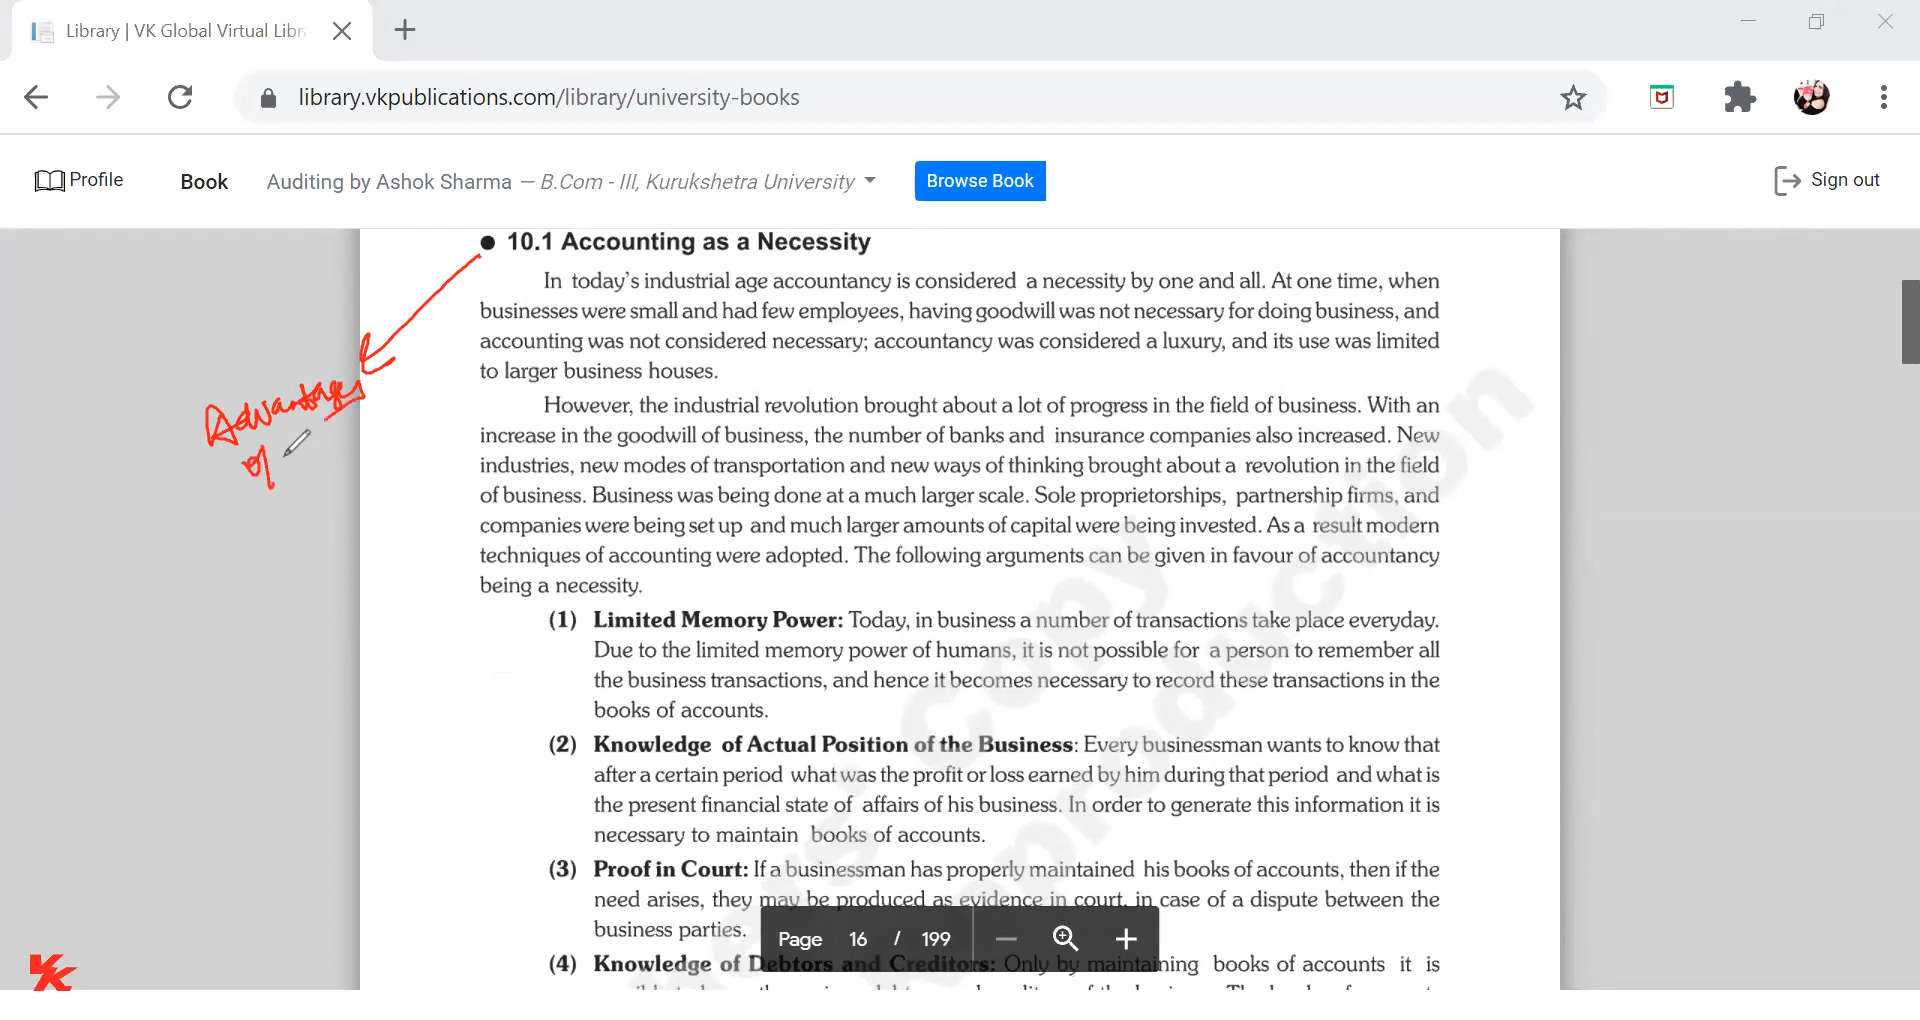 Library | VK Global Virtual Libr
library.vkpublications.com/library/university-books
Profile Book Auditing by Ashok Sharma — B.Com - III, Kurukshetra University Browse Book Sign out
● 10.1 Accounting as a Necessity
In today's industrial age accountancy is considered a necessity by one and all. At one time, when
businesses were small and had few employees, having goodwill was not necessary for doing business, and
accounting was not considered necessary; accountancy was considered a luxury, and its use was limited
to larger business houses.
However, the industrial revolution brought about a lot of progress in the field of business. With an
increase in the goodwill of business, the number of banks and insurance companies also increased. New
industries, new modes of transportation and new ways of thinking brought about a revolution in the field
of business. Business was being done at a much larger scale. Sole proprietorships, partnership firms, and
companies were being set up and much larger amounts of capital were being invested. As a result modern
techniques of accounting were adopted. The following arguments can be given in favour of accountancy
being a necessity.
Advantages
of
(1) Limited Memory Power: Today, in business a number of transactions take place everyday.
Due to the limited memory power of humans, it is not possible for a person to remember all
the business transactions, and hence it becomes necessary to record these transactions in the
books of accounts.
(2) Knowledge of Actual Position of the Business: Every businessman wants to know that
after a certain period what was the profit or loss earned by him during that period and what is
the present financial state of affairs of his business. In order to generate this information it is
necessary to maintain books of accounts.
(3) Proof in Court: If a businessman has properly maintained his books of accounts, then if the
need arises, they may be produced as evidence in court, in case of a dispute between the
business parties.
Page 16 / 199
(4) Knowledge of Debtors and Creditors: Only by maintaining books of accounts it is
VK